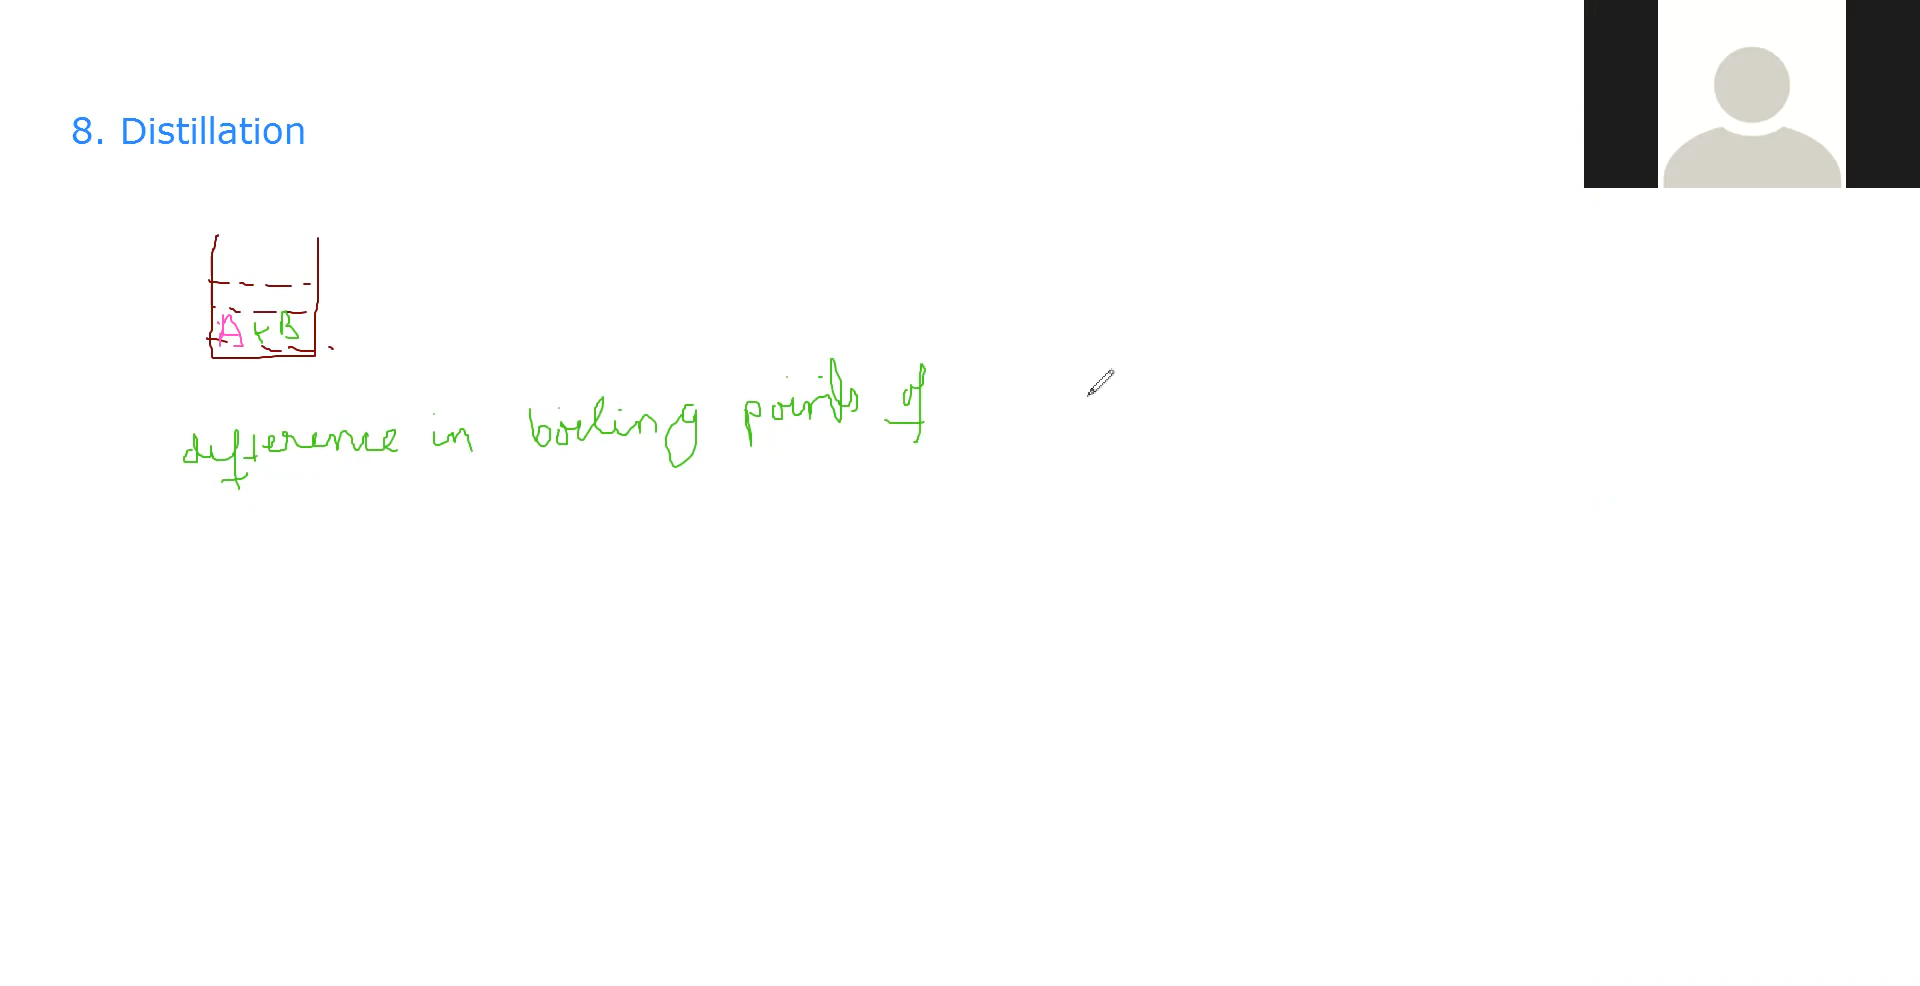 8. Distillation
A + B
difference in boiling points of